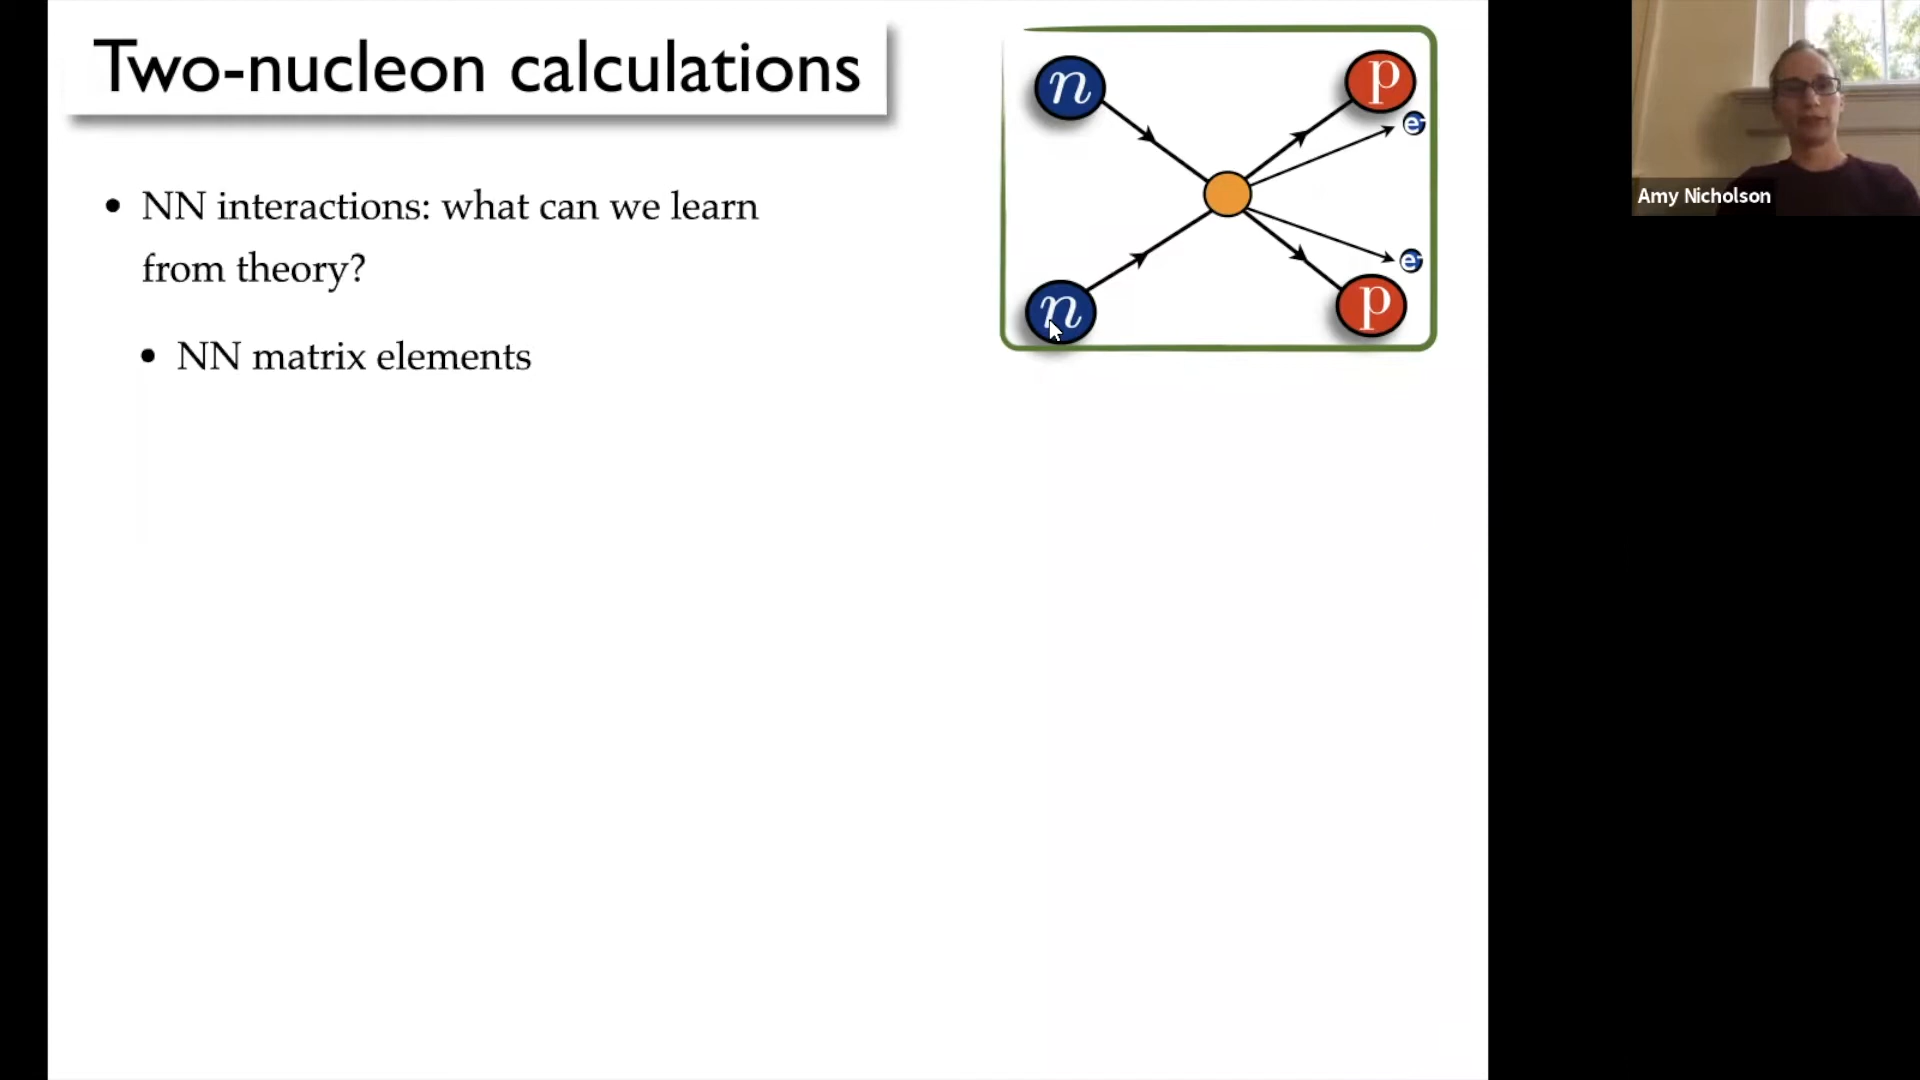 Two-nucleon calculations
• NN interactions: what can we learn
from theory?
• NN matrix elements
n
p
e-
e-
n
p
Amy Nicholson